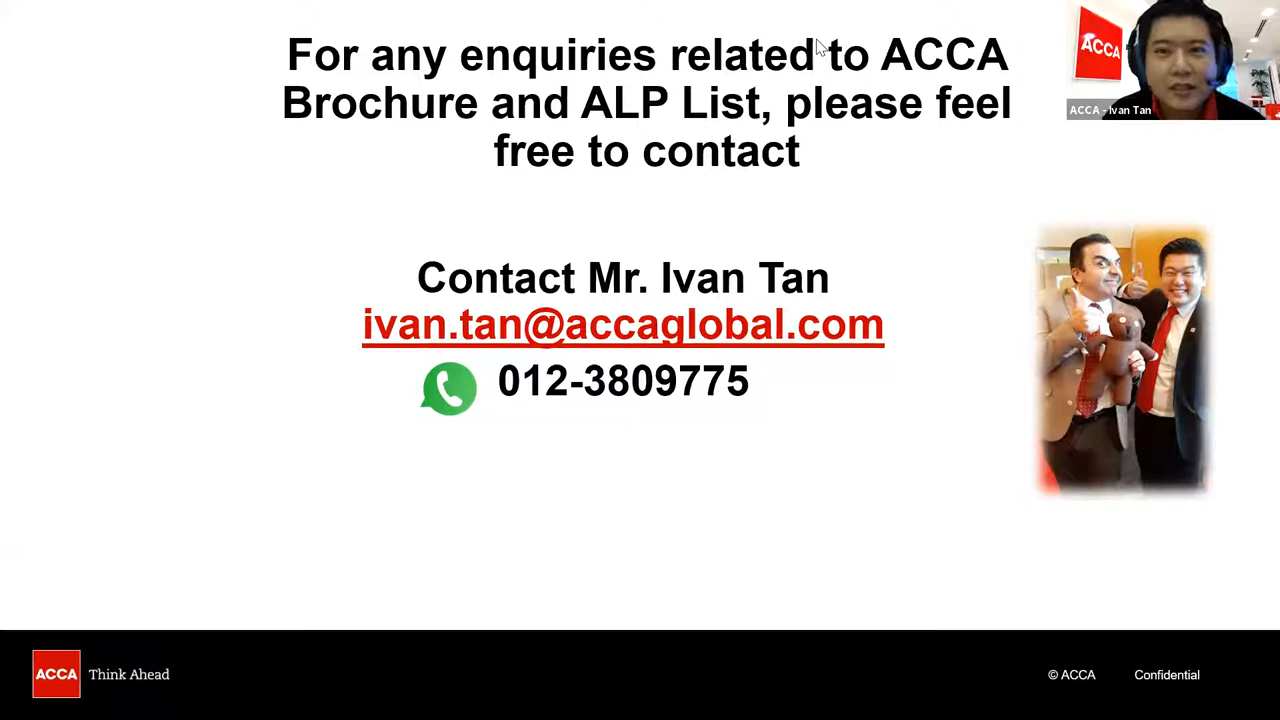 For any enquiries related to ACCA
Brochure and ALP List, please feel
free to contact
ACCA
ACCA - Ivan Tan
Contact Mr. Ivan Tan
ivan.tan@accaglobal.com
012-3809775
ACCA Think Ahead
© ACCA Confidential